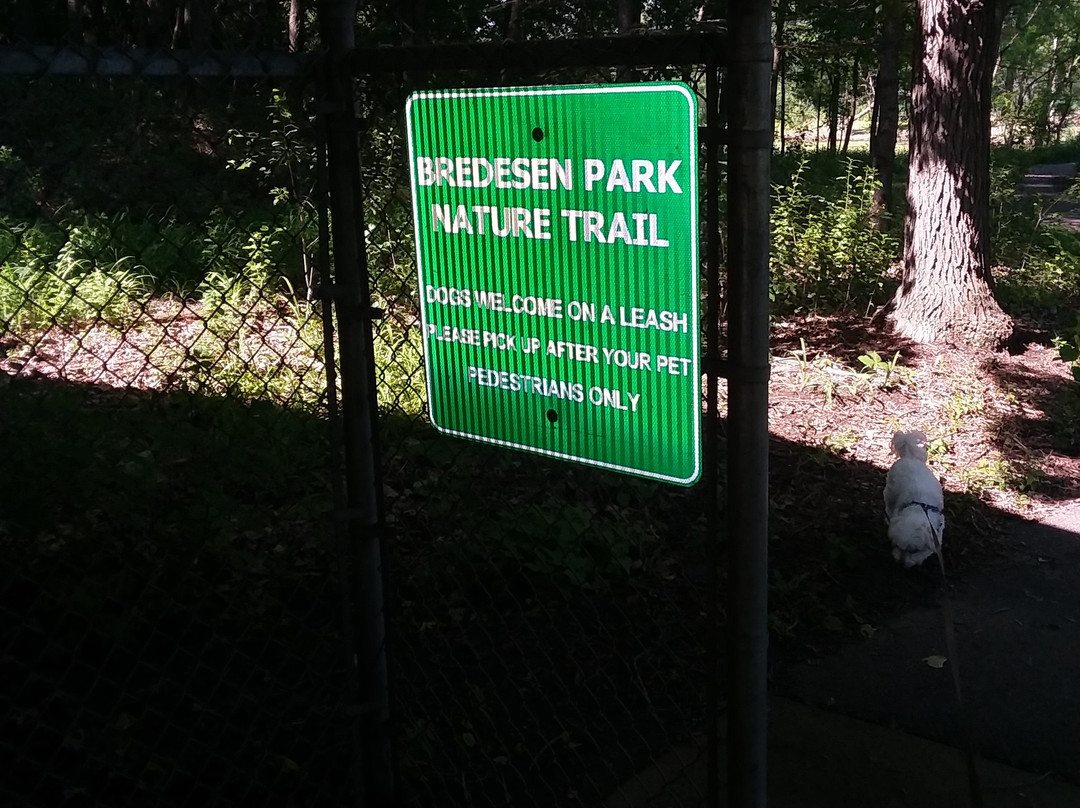 BREDESEN PARK
NATURE TRAIL
DOGS WELCOME ON A LEASH
PLEASE PICK UP AFTER YOUR PET
PEDESTRIANS ONLY